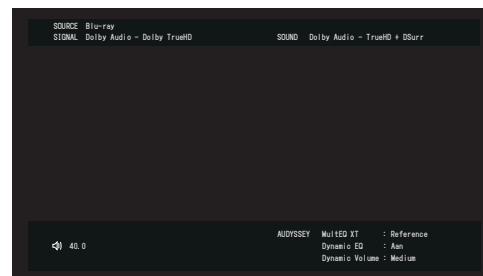 SOURCE Blu-ray
SIGNAL Dolby Audio - Dolby TrueHD SOUND Dolby Audio - TrueHD + DSurr
AUDYSSEY MultEQ XT : Reference
40.0 Dynamic EQ : Aan
Dynamic Volume : Medium